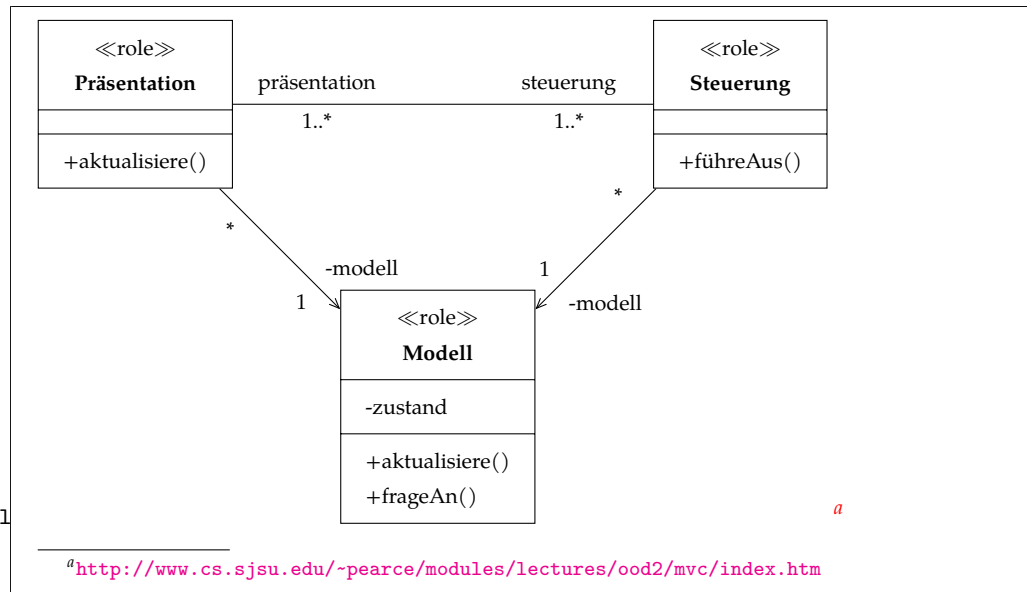 ≪role≫
Präsentation
+aktualisiere()
präsentation
1..*
steuerung
1..*
≪role≫
Steuerung
+führeAus()
*
-modell
1
*
1
-modell
≪role≫
Modell
-zustand
+aktualisiere()
+frageAn()
a
a http://www.cs.sjsu.edu/~pearce/modules/lectures/ood2/mvc/index.htm